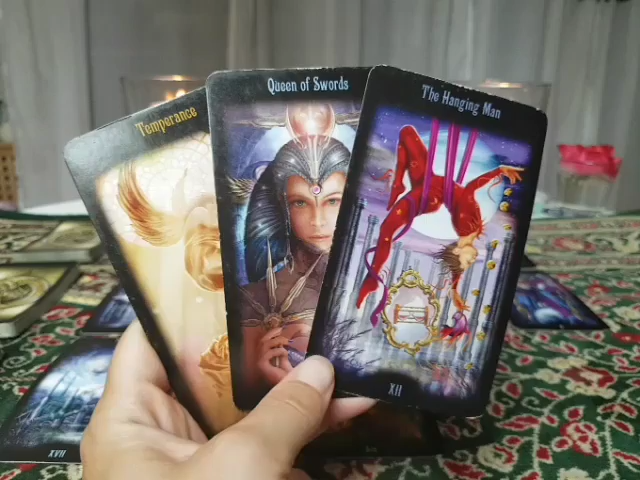 Temperance
Queen of Swords
The Hanging Man
XII
XVII